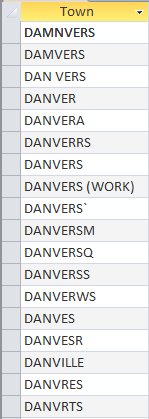 Town
DAMNVERS
DAMVERS
DAN VERS
DANVER
DANVERA
DANVERRS
DANVERS
DANVERS (WORK)
DANVERS`
DANVERSM
DANVERSQ
DANVERSS
DANVERWS
DANVES
DANVESR
DANVILLE
DANVRES
DANVRTS